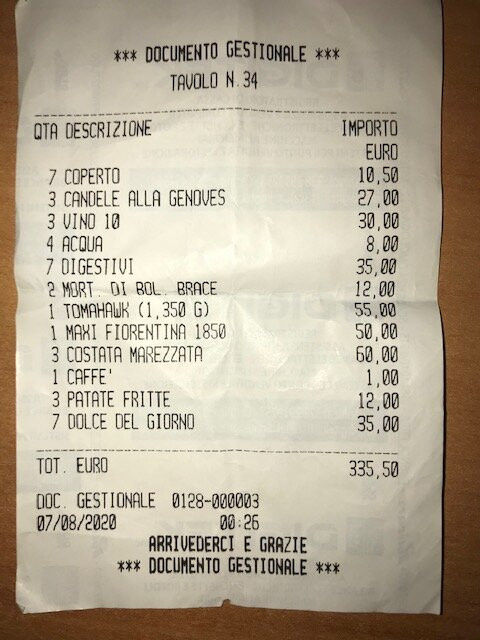 *** DOCUMENTO GESTIONALE ***
TAVOLO N.34
QTA DESCRIZIONE IMPORTO
EURO
7 COPERTO 10,50
3 CANDELE ALLA GENOVES 27,00
3 VINO 10 30,00
4 ACQUA 8,00
7 DIGESTIVI 35,00
2 MORT. DI BOL. BRACE 12,00
1 TOMAHAWK (1,350 G) 55,00
1 MAXI FIORENTINA 1850 50,00
3 COSTATA MAREZZATA 60,00
1 CAFFE' 1,00
3 PATATE FRITTE 12,00
7 DOLCE DEL GIORNO 35,00
TOT. EURO 335,50
DOC. GESTIONALE 0128-000003
07/08/2020 00:26
ARRIVEDERCI E GRAZIE
*** DOCUMENTO GESTIONALE ***